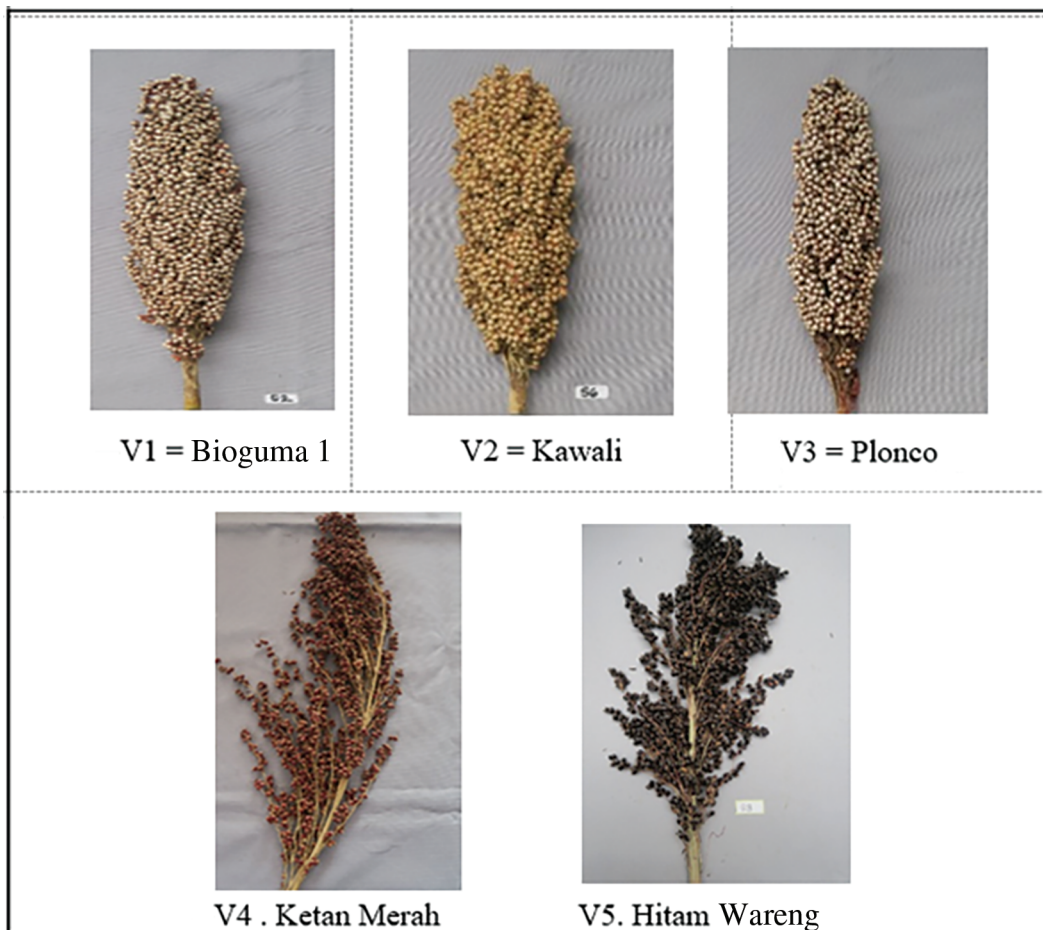 V1 = Bioguma 1
V2 = Kawali
V3 = Plonco
V4 . Ketan Merah
V5. Hitam Wareng